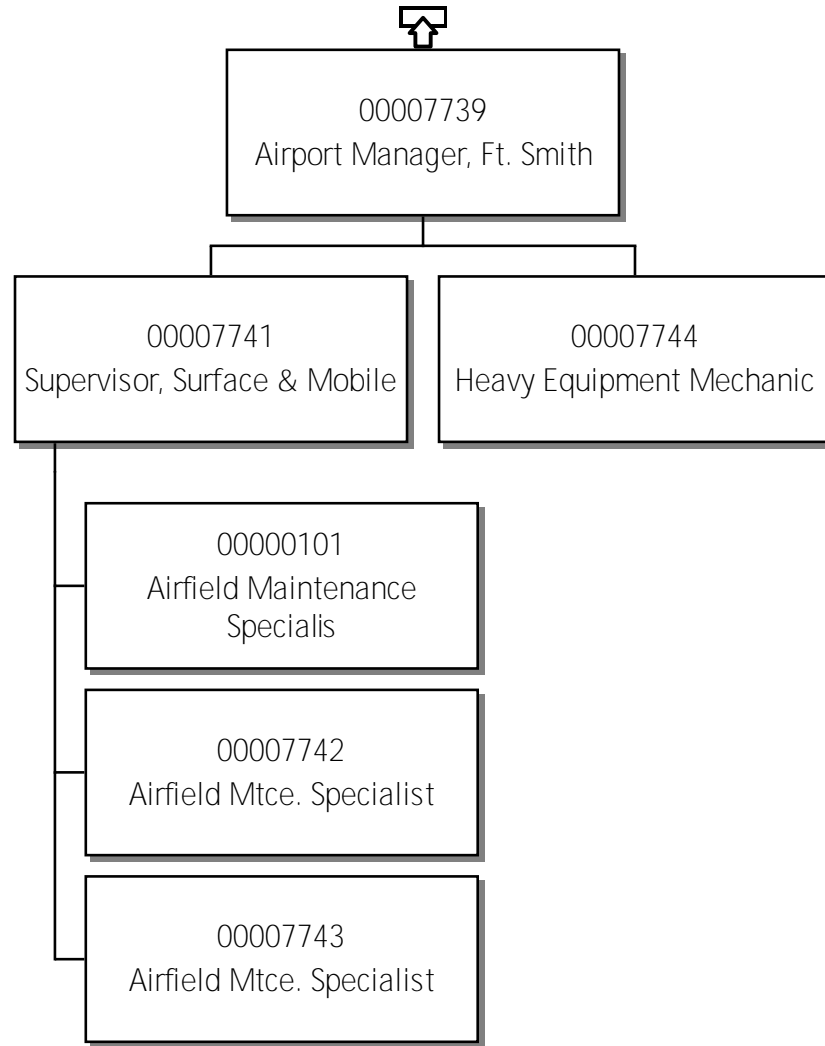 00007739
Airport Manager, Ft. Smith
00007741
Supervisor, Surface & Mobile
00007744
Heavy Equipment Mechanic
00000101
Airfield Maintenance
Specialis
00007742
Airfield Mtce. Specialist
00007743
Airfield Mtce. Specialist